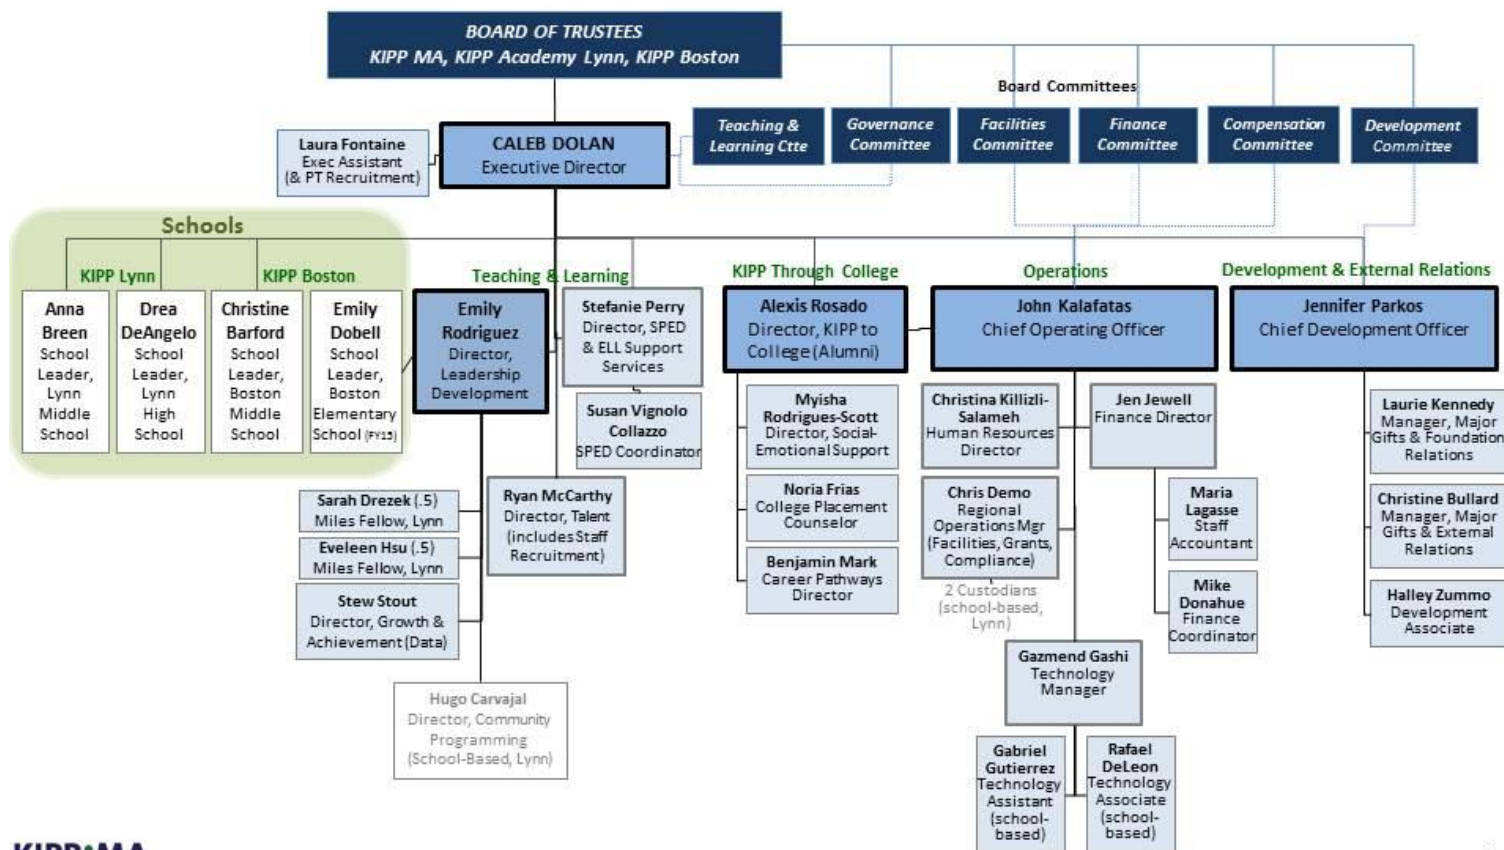 BOARD OF TRUSTEES
KIPP MA, KIPP Academy Lynn, KIPP Boston
Board Committees
Teaching &
Learning Ctte
Governance
Committee
Facilities
Committee
Finance
Committee
Compensation
Committee
Development
Committee
Laura Fontaine
Exec Assistant
(& PT Recruitment)
CALEB DOLAN
Executive Director
Schools
KIPP Lynn
KIPP Boston
Teaching & Learning
KIPP Through College
Operations
Development & External Relations
Anna
Breen
School
Leader,
Lynn
Middle
School
Drea
DeAngelo
School
Leader,
Lynn
High
School
Christine
Barford
School
Leader,
Boston
Middle
School
Emily
Dobell
School
Leader,
Boston
Elementary
School (FY15)
Emily
Rodriguez
Director,
Leadership
Development
Stefanie Perry
Director, SPED
& ELL Support
Services
Susan Vignolo
Collazzo
SPED Coordinator
Alexis Rosado
Director, KIPP to
College (Alumni)
John Kalafatas
Chief Operating Officer
Jennifer Parkos
Chief Development Officer
Sarah Drezek (.5)
Miles Fellow, Lynn
Eveleen Hsu (.5)
Miles Fellow, Lynn
Stew Stout
Director, Growth &
Achievement (Data)
Hugo Carvajal
Director, Community
Programming
(School-Based, Lynn)
Ryan McCarthy
Director, Talent
(includes Staff
Recruitment)
Myisha
Rodrigues-Scott
Director, Social-
Emotional Support
Noria Frias
College Placement
Counselor
Benjamin Mark
Career Pathways
Director
Christina Killizli-
Salameh
Human Resources
Director
Jen Jewell
Finance Director
Chris Demo
Regional
Operations Mgr
(Facilities, Grants,
Compliance)
2 Custodians
(school-based,
Lynn)
Maria
Lagasse
Staff
Accountant
Mike
Donahue
Finance
Coordinator
Gazmend Gashi
Technology
Manager
Gabriel
Gutierrez
Technology
Assistant
(school-
based)
Rafael
DeLeon
Technology
Associate
(school-
based)
Laurie Kennedy
Manager, Major
Gifts & Foundation
Relations
Christine Bullard
Manager, Major
Gifts & External
Relations
Halley Zummo
Development
Associate
KIPP:MA